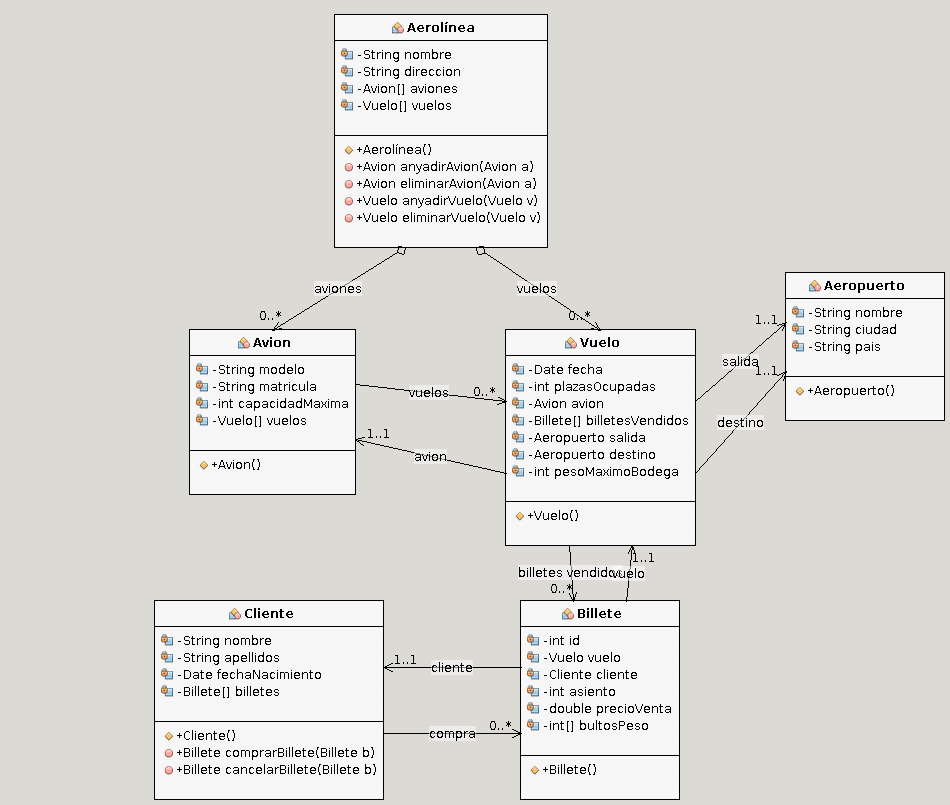 Aerolínea
-String nombre
-String direccion
-Avion[] aviones
-Vuelo[] vuelos
+Aerolínea()
+Avion anyadirAvion(Avion a)
+Avion eliminarAvion(Avion a)
+Vuelo anyadirVuelo(Vuelo v)
+Vuelo eliminarVuelo(Vuelo v)
aviones
0..*
vuelos
0..*
Aeropuerto
-String nombre
-String ciudad
-String pais
+Aeropuerto()
Avion
-String modelo
-String matricula
-int capacidadMaxima
-Vuelo[] vuelos
+Avion()
vuelos
0..*
avion
1..1
Vuelo
-Date fecha
-int plazasOcupadas
-Avion avion
-Billete[] billetesVendidos
-Aeropuerto salida
-Aeropuerto destino
-int pesoMaximoBodega
+Vuelo()
salida
1..1
destino
1..1
billetes vendidos
0..*
vuelo
1..1
Cliente
-String nombre
-String apellidos
-Date fechaNacimiento
-Billete[] billetes
+Cliente()
+Billete comprarBillete(Billete b)
+Billete cancelarBillete(Billete b)
cliente
1..1
compra
0..*
Billete
-int id
-Vuelo vuelo
-Cliente cliente
-int asiento
-double precioVenta
-int[] bultosPeso
+Billete()